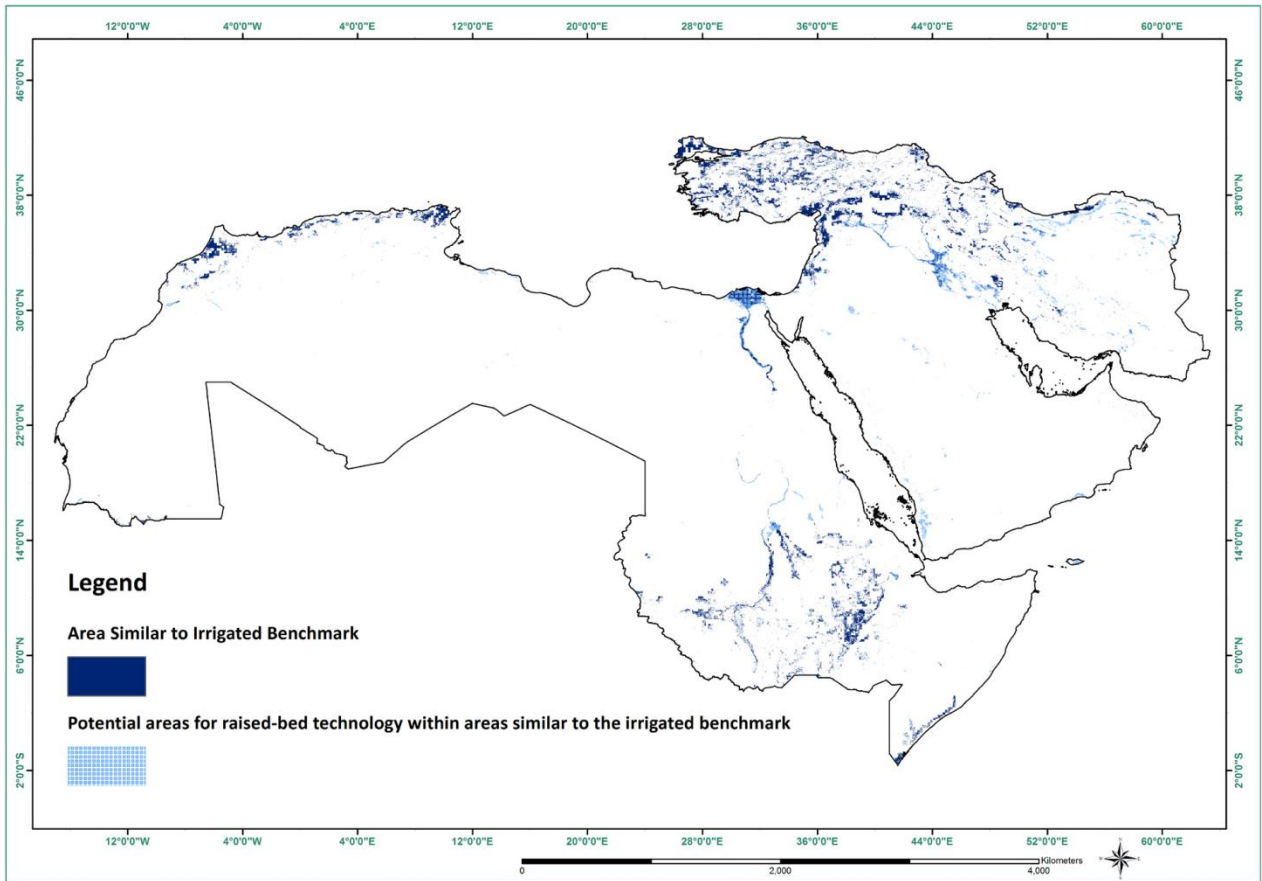 12°0'0"W 4°0'0"W 4°0'0"E 12°0'0"E 20°0'0"E 28°0'0"E 36°0'0"E 44°0'0"E 52°0'0"E 60°0'0"E
46°0'0"N 46°0'0"N
38°0'0"N 38°0'0"N
30°0'0"N 30°0'0"N
22°0'0"N 22°0'0"N
14°0'0"N 14°0'0"N
Legend
Area Similar to Irrigated Benchmark
6°0'0"N 6°0'0"N
Potential areas for raised-bed technology within areas similar to the irrigated benchmark
2°0'0"S 2°0'0"S
12°0'0"W 4°0'0"W 4°0'0"E 12°0'0"E 20°0'0"E 28°0'0"E 36°0'0"E 44°0'0"E 52°0'0"E 60°0'0"E
Kilometers
0 2,000 4,000